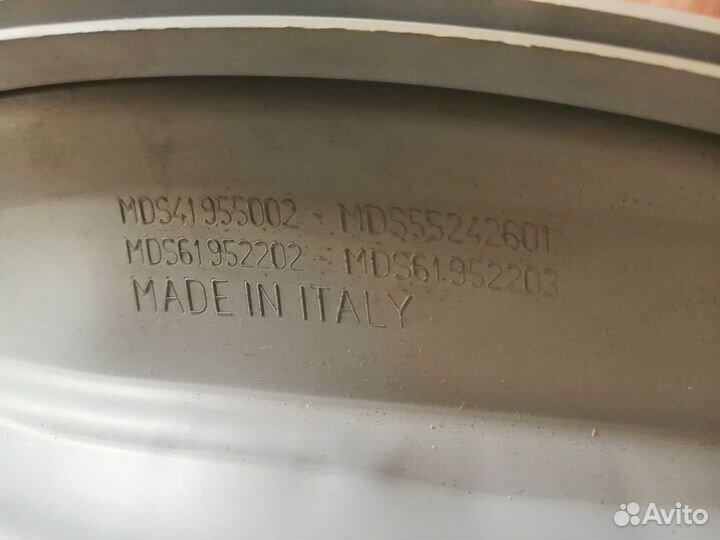 MDS41955002 - MDS55242601
MDS61952202 - MDS61952203
MADE IN ITALY
Avito